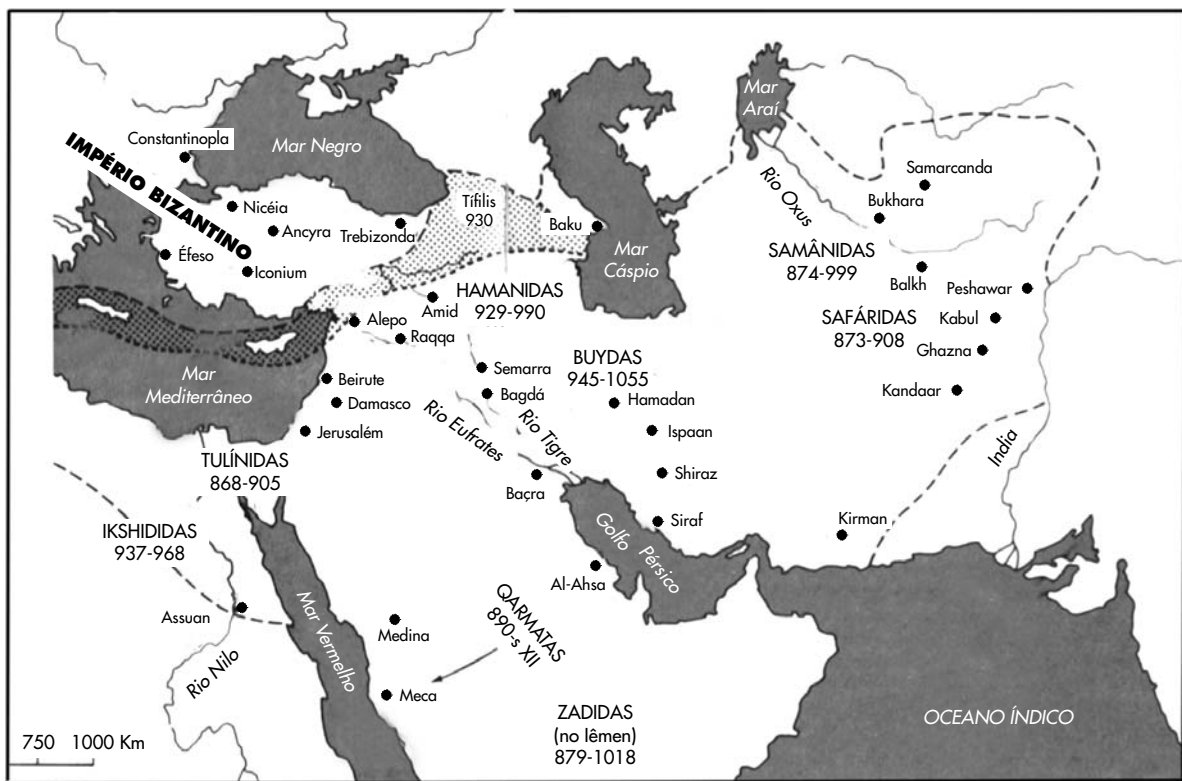 Constantinopla
IMPÉRIO BIZANTINO
Mar Negro
Nicéia
Ancyra
Trebizonda
Éfeso
Iconium
Tífilis
930
Baku
Mar
Cáspio
Mar
Araí
Rio Oxus
Samarcanda
Bukhara
SAMÂNIDAS
874-999
Balkh
Peshawar
SAFÁRIDAS
873-908
Kabul
Ghazna
Kandaar
HAMANIDAS
929-990
Amid
Alepo
Raqqa
Mar
Mediterrâneo
Beirute
Damasco
Jerusalém
Semarra
Bagdá
BUYDAS
945-1055
Hamadan
Ispaan
Rio Eufrates
Rio Tigre
Shiraz
Baçra
Siraf
Kirman
India
TULÍNIDAS
868-905
IKSHIDIDAS
937-968
Golfo Pérsico
Al-Ahsa
Assuan
Mar Vermelho
Medina
QARMATAS
890-s XII
Rio Nilo
Meca
ZADIDAS
(no lêmen)
879-1018
OCEANO ÍNDICO
750 1000 Km